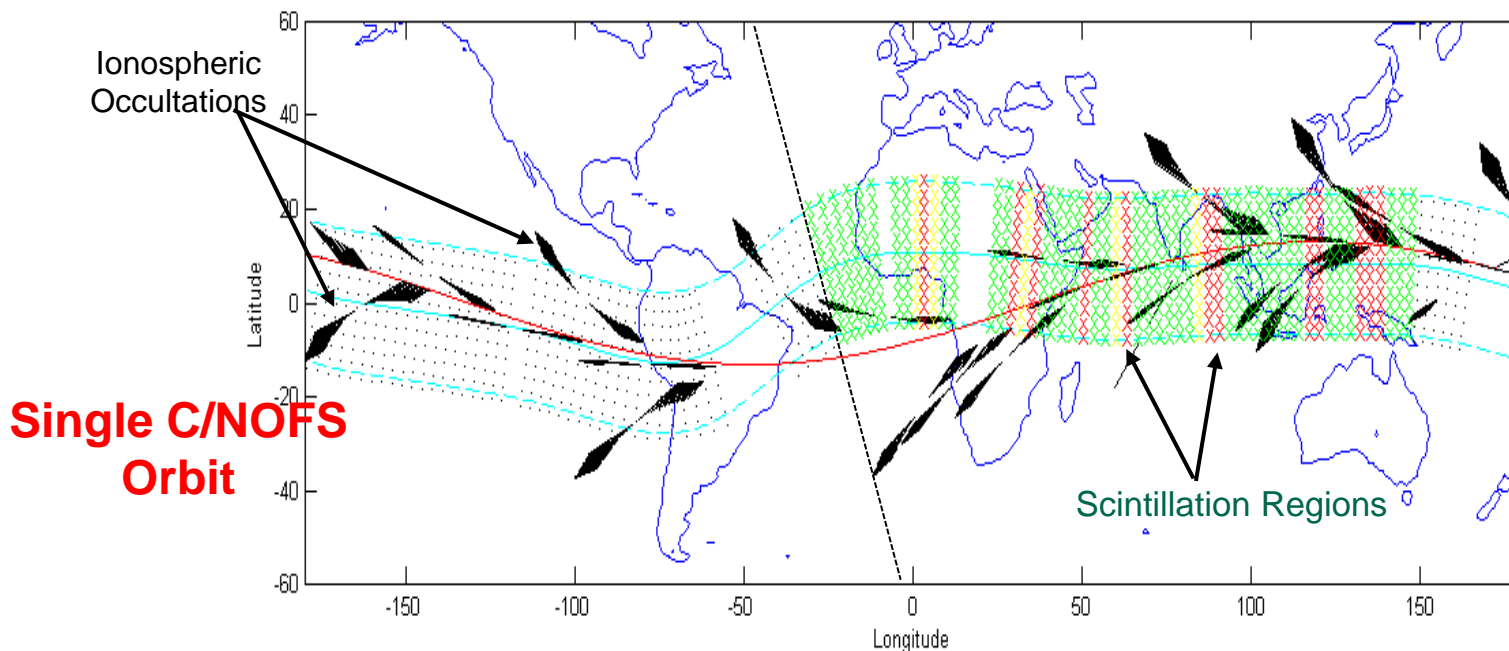 Ionospheric
Occultations
Single C/NOFS
Orbit
Scintillation Regions
Latitude
60
40
20
0
-20
-40
-60
-150
-100
-50
0
50
100
150
Longitude